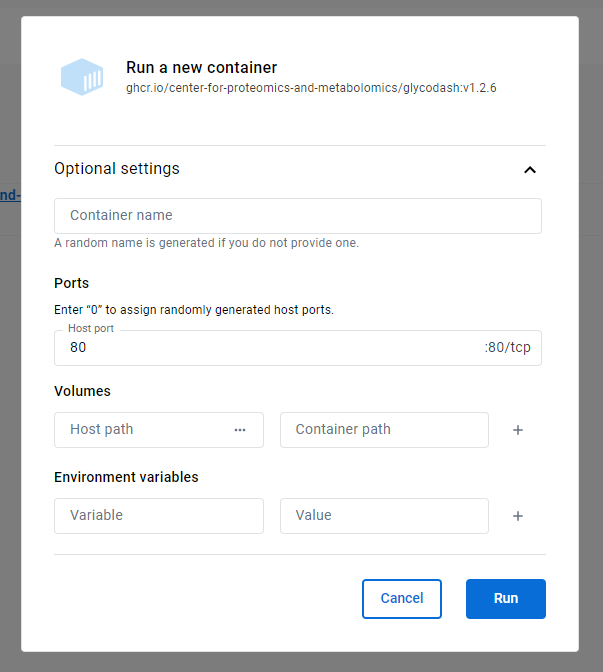 Run a new container
ghcr.io/center-for-proteomics-and-metabolomics/glycodash:v1.2.6
Optional settings
nd-
Container name
A random name is generated if you do not provide one.
Ports
Enter “0” to assign randomly generated host ports.
Host port
80 :80/tcp
Volumes
Host path ··· Container path +
Environment variables
Variable Value +
Cancel Run